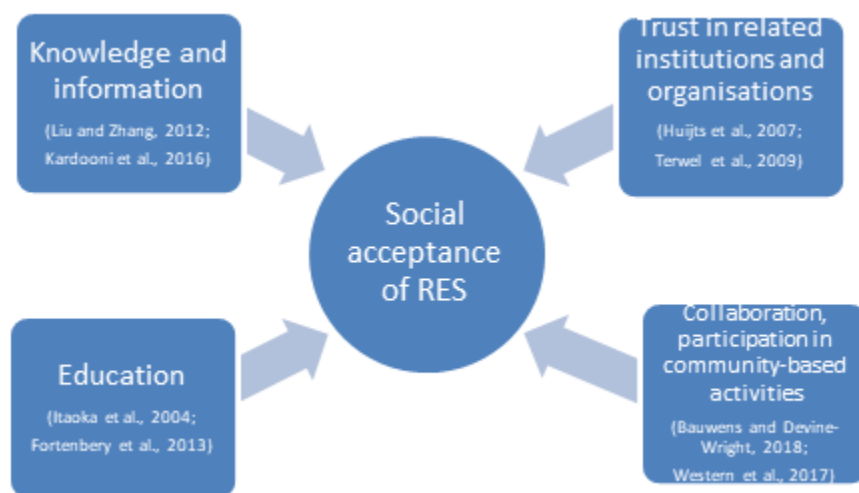 Knowledge and
information
(Liu and Zhang, 2012;
Kardooni et al., 2016)
Trust in related
institutions and
organisations
(Huijts et al., 2007;
Terwel et al., 2009)
Social
acceptance
of RES
Education
(Itaoka et al., 2004;
Fortenbery et al., 2013)
Collaboration,
participation in
community-based
activities
(Bauwens and Devine-
Wright, 2018;
Western et al., 2017)